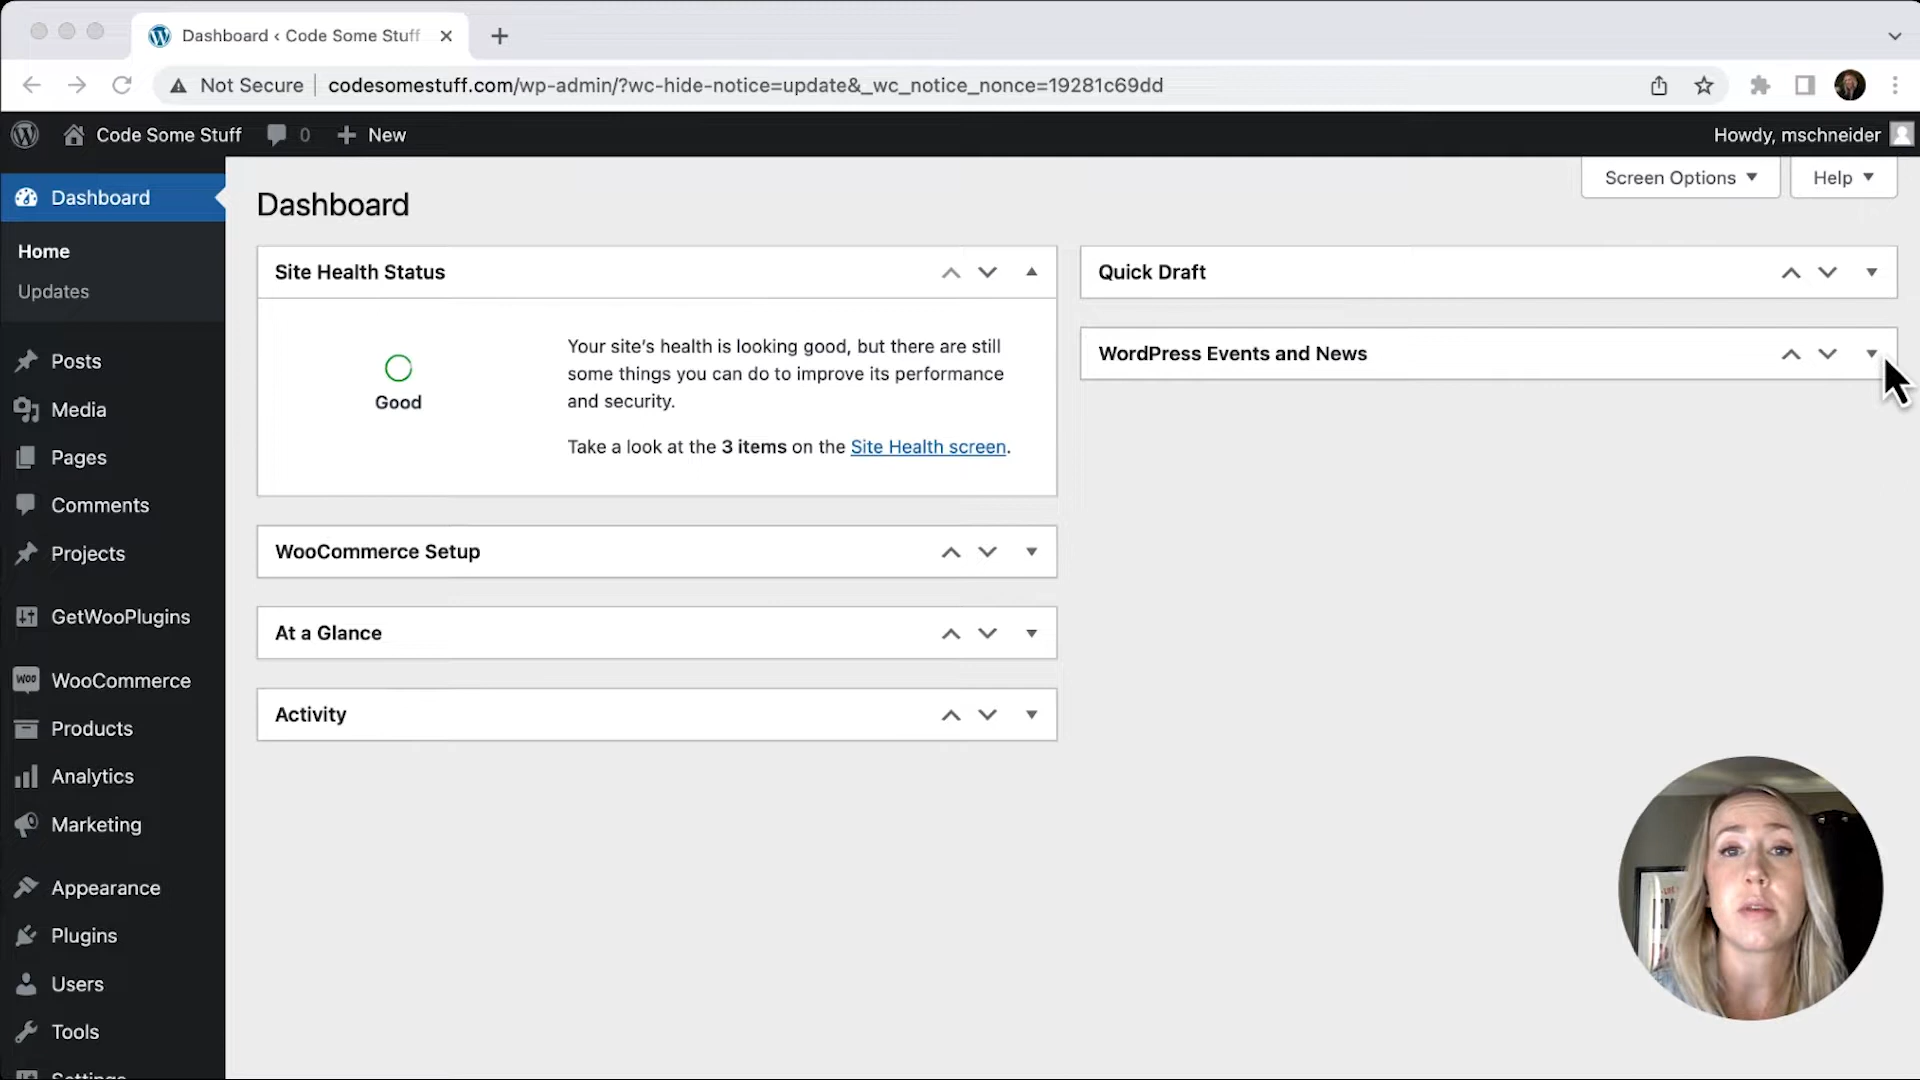 Dashboard ‹ Code Some Stuff
Not Secure
codesomestuff.com/wp-admin/?wc-hide-notice=update&_wc_notice_nonce=19281c69dd
Code Some Stuff
0
New
Howdy, mschneider
Screen Options
Help
Dashboard
Home
Updates
Posts
Media
Pages
Comments
Projects
GetWooPlugins
Woo
WooCommerce
Products
Analytics
Marketing
Appearance
Plugins
Users
Tools
Settings
Dashboard
Site Health Status
Good
Your site's health is looking good, but there are still
some things you can do to improve its performance
and security.
Take a look at the 3 items on the Site Health screen.
WooCommerce Setup
At a Glance
Activity
Quick Draft
WordPress Events and News